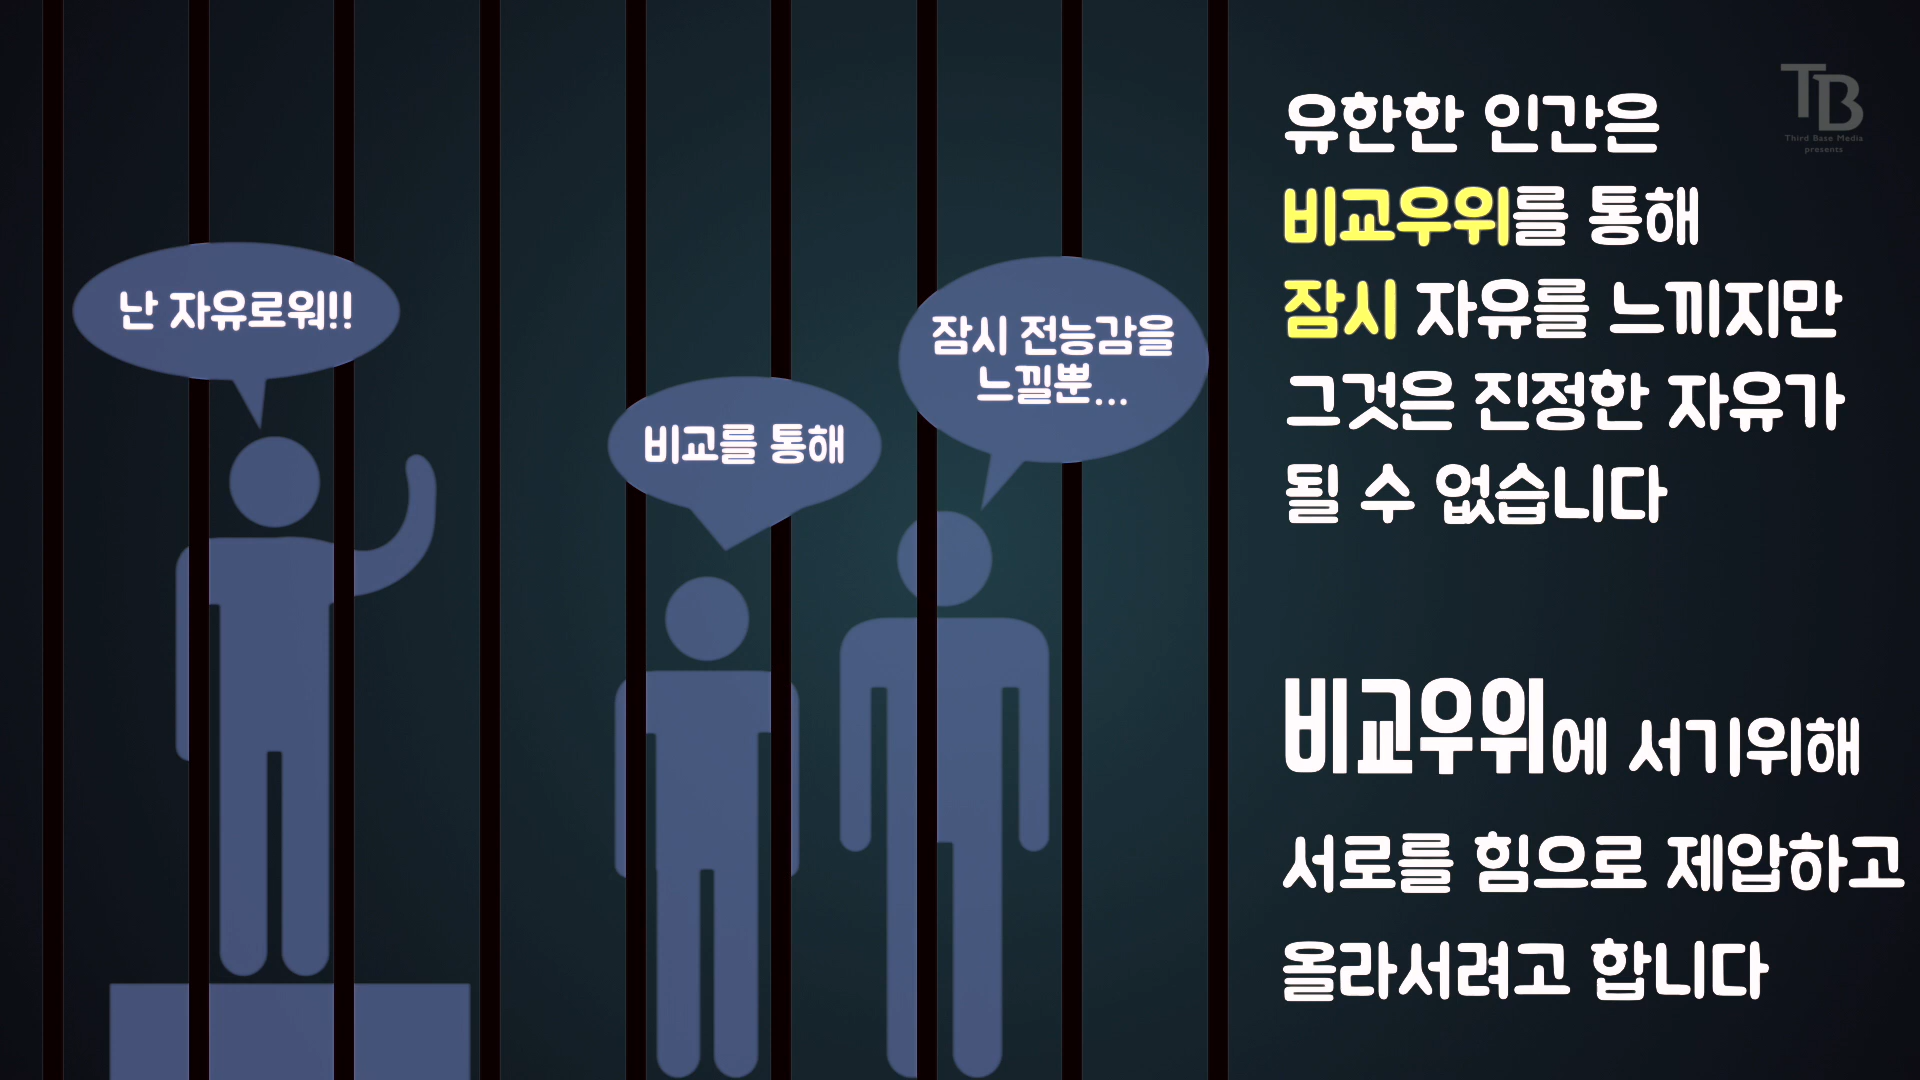 난 자유로워!!
비교를 통해
잠시 전능감을
느낄뿐...
유한한 인간은
비교우위를 통해
잠시 자유를 느끼지만
그것은 진정한 자유가
될 수 없습니다
비교우위에 서기위해
서로를 힘으로 제압하고
올라서려고 합니다
TB
Third Base Media
presents